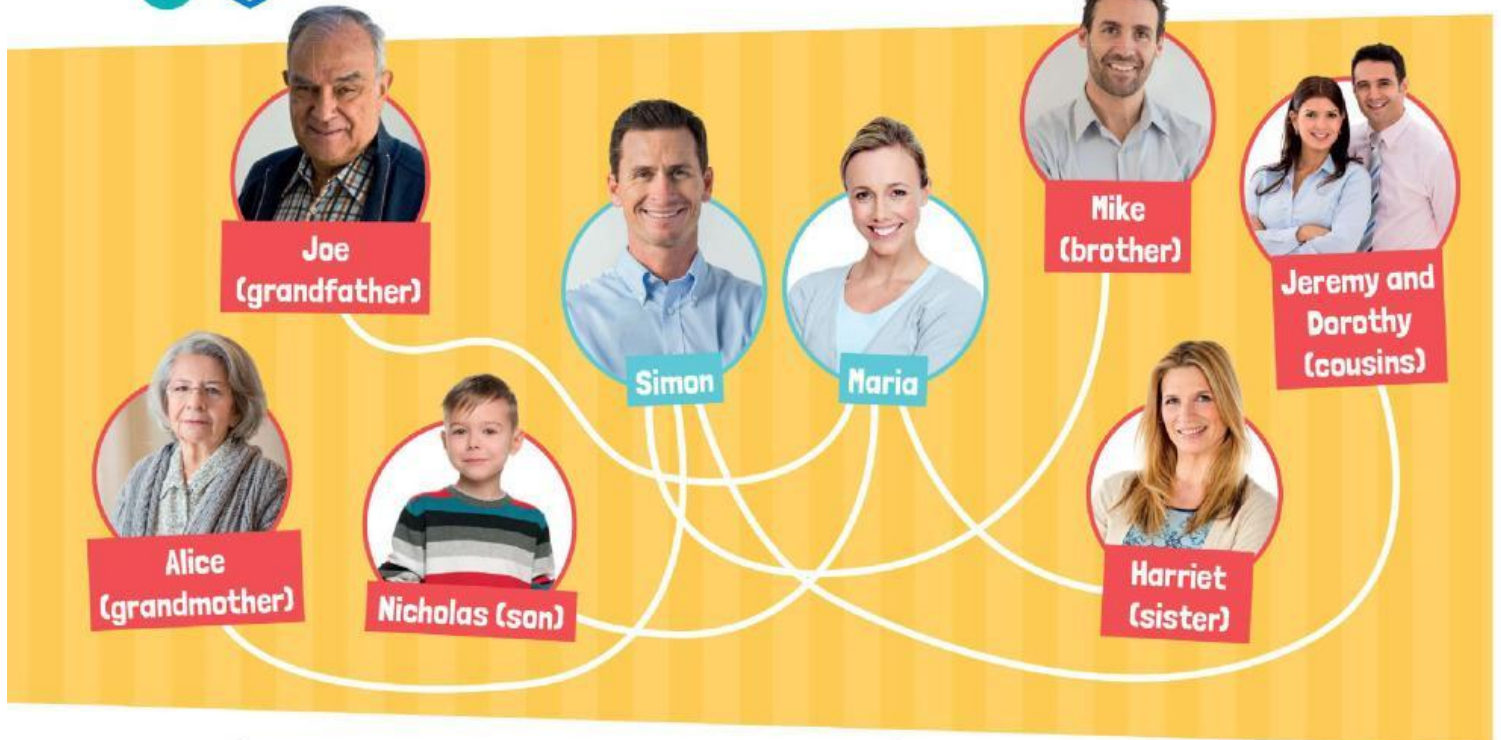 Joe
(grandfather)
Simon
Maria
Mike
(brother)
Jeremy and
Dorothy
(cousins)
Alice
(grandmother)
Nicholas (son)
Harriet
(sister)